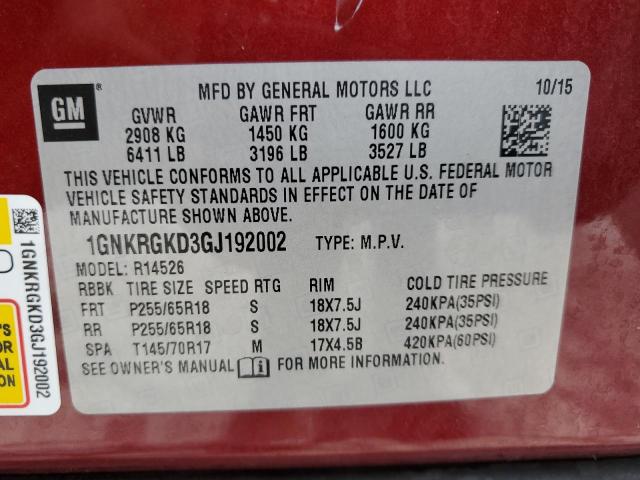 GM
®
MFD BY GENERAL MOTORS LLC 10/15
GVWR GAWR FRT GAWR RR
2908 KG 1450 KG 1600 KG
6411 LB 3196 LB 3527 LB
THIS VEHICLE CONFORMS TO ALL APPLICABLE U.S. FEDERAL MOTOR
VEHICLE SAFETY STANDARDS IN EFFECT ON THE DATE OF
MANUFACTURE SHOWN ABOVE.
1GNKRGKD3GJ192002 TYPE: M.P.V.
MODEL: R14526
RBBK TIRE SIZE SPEED RTG RIM COLD TIRE PRESSURE
FRT P255/65R18 S 18X7.5J 240KPA(35PSI)
RR P255/65R18 S 18X7.5J 240KPA(35PSI)
SPA T145/70R17 M 17X4.5B 420KPA(60PSI)
SEE OWNER'S MANUAL FOR MORE INFORMATION
1GNKRGKD3GJ192002